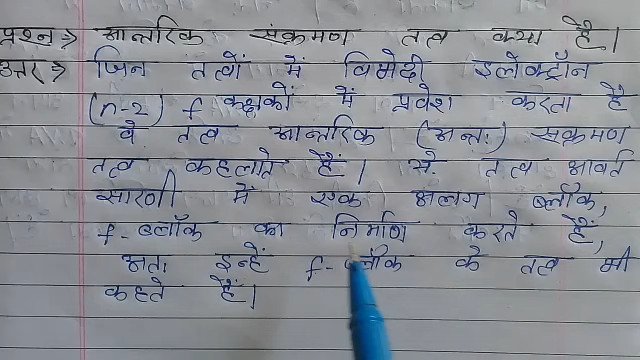 प्रश्न⇒ आन्तरिक संक्रमण तत्व क्या है।
उत्तर⇒ जिन तत्वों में विभेदी इलेक्ट्रॉन
(n-2) f कक्षकों में प्रवेश करता है
वे तत्व आन्तरिक (अन्तः) संक्रमण
तत्व कहलाते हैं। ये तत्व आवर्त
सारणी में एक अलग ब्लॉक,
f-ब्लॉक का निर्माण करते हैं,
अतः इन्हें f-ब्लॉक के तत्व भी
कहते हैं।